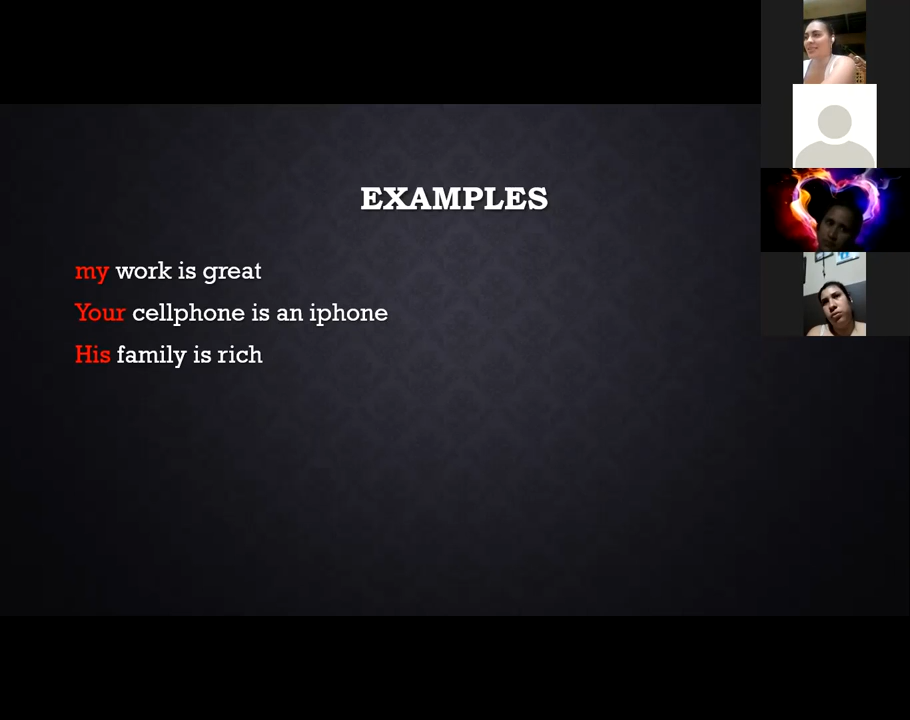 EXAMPLES
my work is great
Your cellphone is an iphone
His family is rich